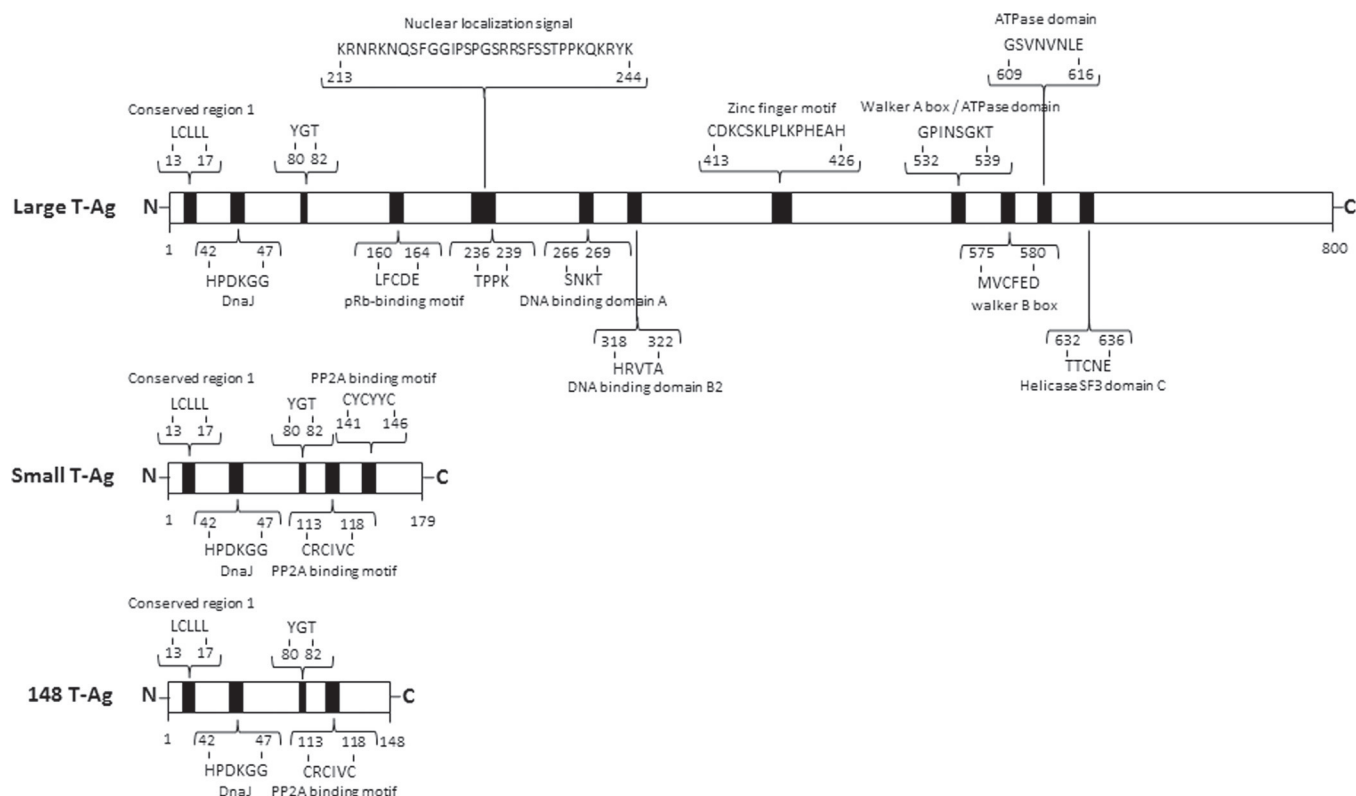 Nuclear localization signal
KRNRKNQSFGGIPSPGSRRSFSSTPPKQKRYK
213 244
ATPase domain
GSVNVNLE
609 616
Conserved region 1
LCLLL
13 17
YGT
80 82
Zinc finger motif
CDKCSKLPLKPHEAH
413 426
Walker A box / ATPase domain
GPINSGKT
532 539
Large T-Ag N C
1 800
42 47
HPDKGG
DnaJ
160 164
LFCDE
pRb-binding motif
236 239
TPPK
266 269
SNKT
DNA binding domain A
318 322
HRVTA
DNA binding domain B2
575 580
MVCFED
walker B box
632 636
TTCNE
Helicase SF3 domain C
Conserved region 1
LCLLL
13 17
YGT
80 82
PP2A binding motif
CYCYYC
141 146
Small T-Ag N C
1 179
42 47
HPDKGG
DnaJ
113 118
CRCIVC
PP2A binding motif
Conserved region 1
LCLLL
13 17
YGT
80 82
148 T-Ag N C
1 148
42 47
HPDKGG
DnaJ
113 118
CRCIVC
PP2A binding motif